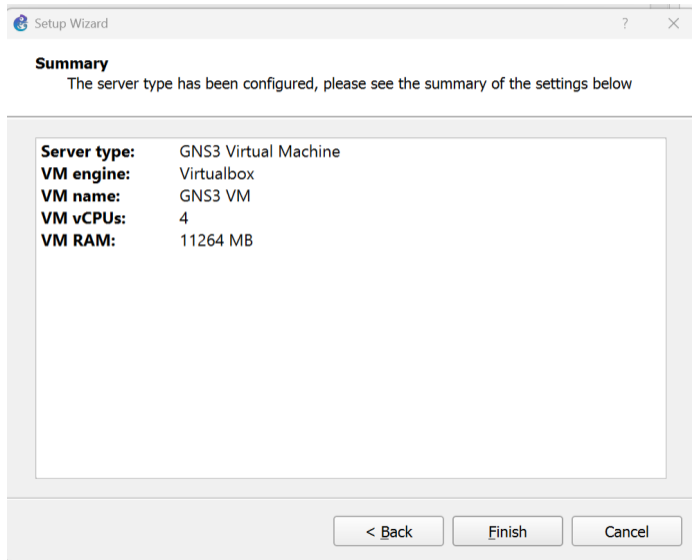 Setup Wizard
?
Summary
The server type has been configured, please see the summary of the settings below
Server type: GNS3 Virtual Machine
VM engine: Virtualbox
VM name: GNS3 VM
VM vCPUs: 4
VM RAM: 11264 MB
< Back Finish Cancel